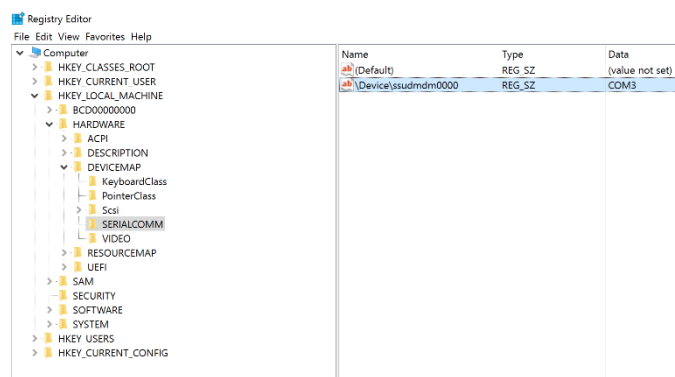 Registry Editor
File Edit View Favorites Help
Computer
HKEY_CLASSES_ROOT
HKEY_CURRENT_USER
HKEY_LOCAL_MACHINE
BCD00000000
HARDWARE
ACPI
DESCRIPTION
DEVICEMAP
KeyboardClass
PointerClass
Scsi
SERIALCOMM
VIDEO
RESOURCEMAP
UEFI
SAM
SECURITY
SOFTWARE
SYSTEM
HKEY_USERS
HKEY_CURRENT_CONFIG
Name Type Data
ab (Default) REG_SZ (value not set)
ab \Device\ssudmdm0000 REG_SZ COM3